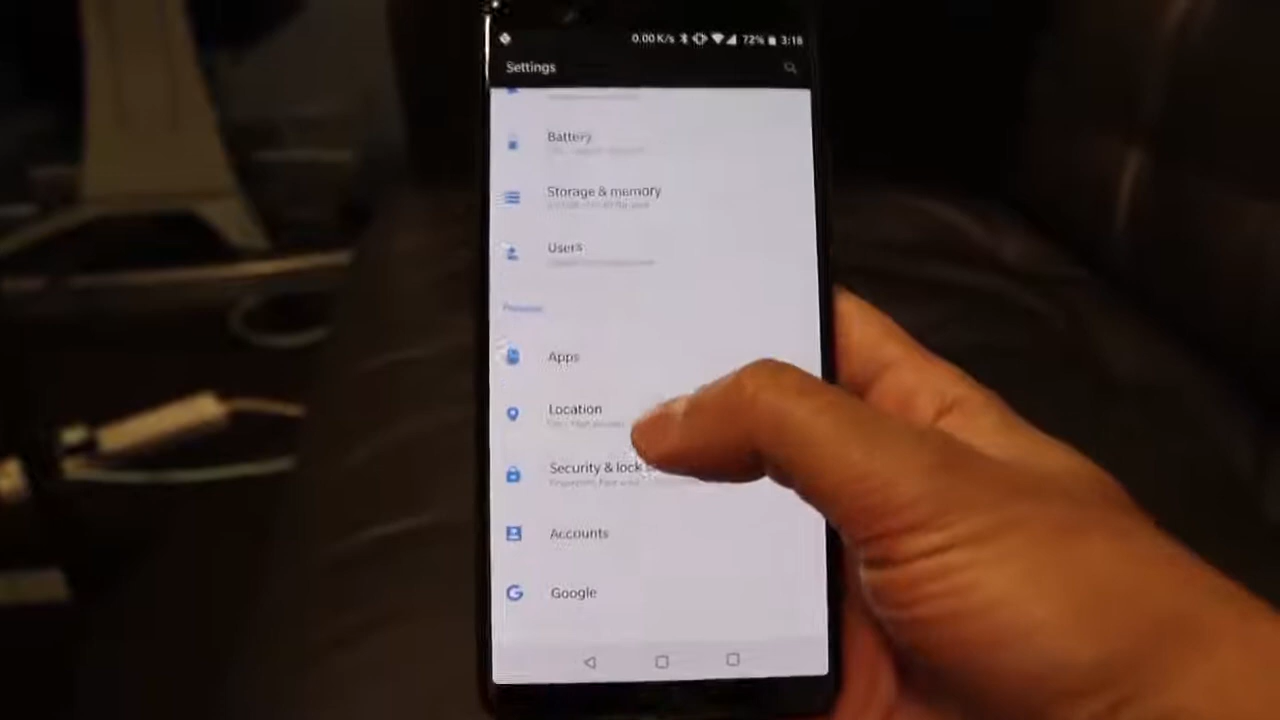 0.00 K/s 72% 3:18
Settings
Battery
Storage & memory
Users
Personal
Apps
Location
Security & lock
Accounts
Google